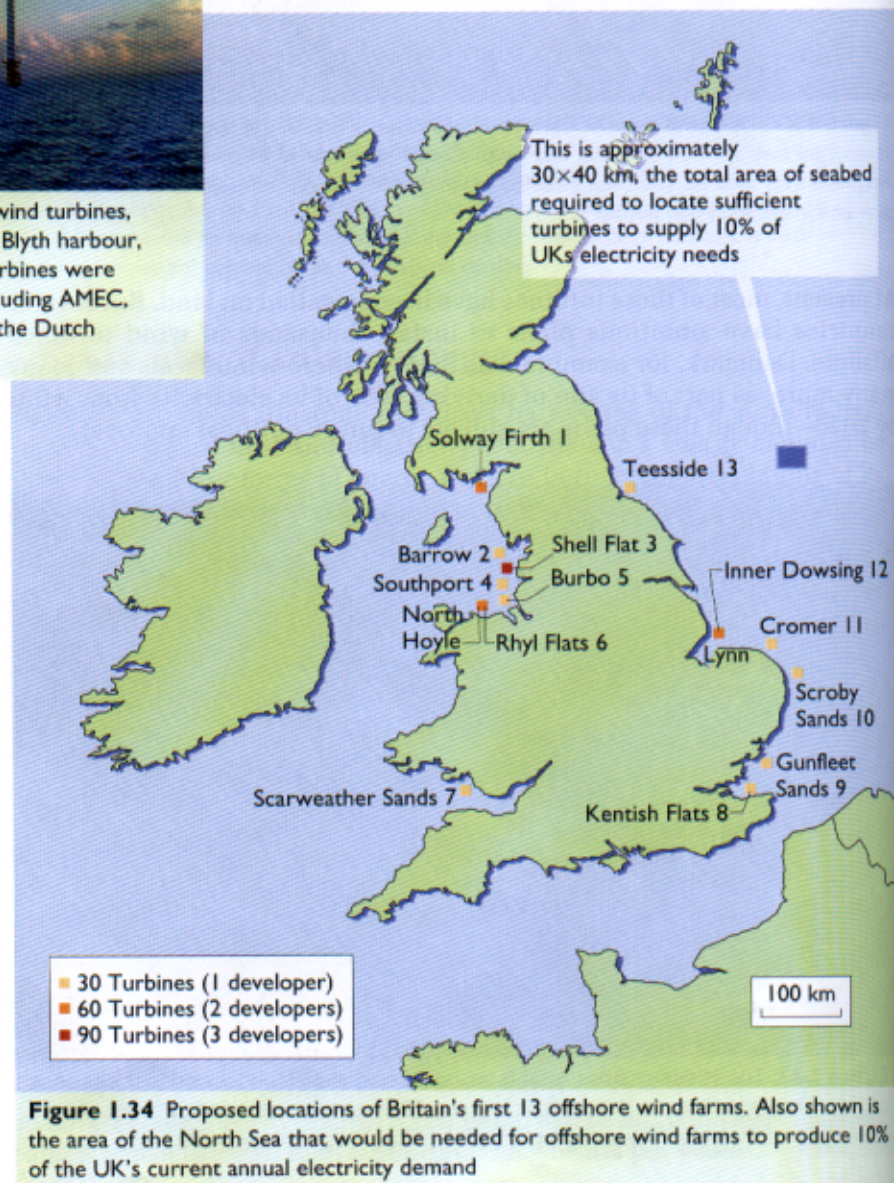 wind turbines,
Blyth harbour,
rbines were
uding AMEC,
the Dutch
This is approximately
30×40 km, the total area of seabed
required to locate sufficient
turbines to supply 10% of
UKs electricity needs
Solway Firth 1
Teesside 13
Barrow 2
Shell Flat 3
Southport 4
Burbo 5
Inner Dowsing 12
North
Hoyle
Rhyl Flats 6
Lynn
Cromer 11
Scroby
Sands 10
Gunfleet
Sands 9
Scarweather Sands 7
Kentish Flats 8
30 Turbines (1 developer)
60 Turbines (2 developers)
90 Turbines (3 developers)
100 km
Figure 1.34 Proposed locations of Britain's first 13 offshore wind farms. Also shown is
the area of the North Sea that would be needed for offshore wind farms to produce 10%
of the UK's current annual electricity demand